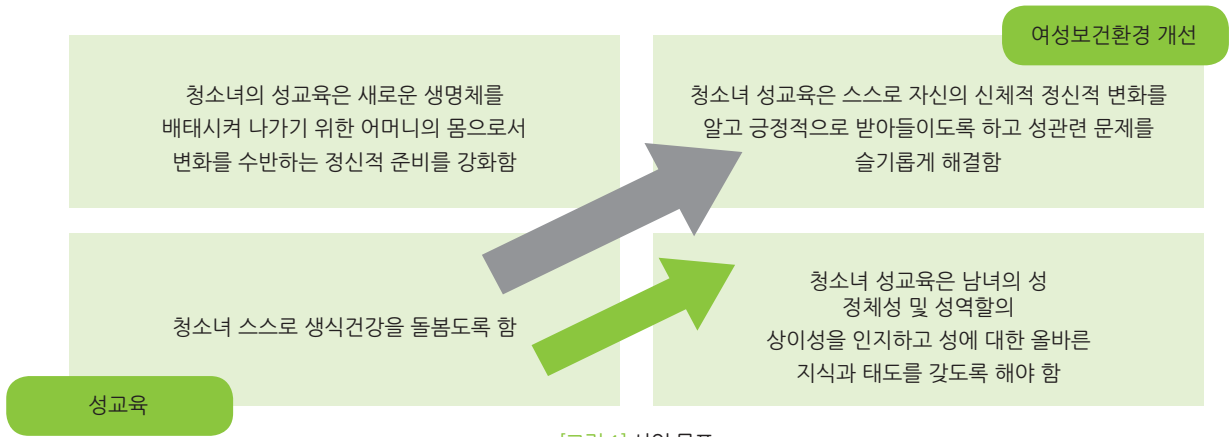 여성보건환경 개선
청소녀의 성교육은 새로운 생명체를
배태시켜 나가기 위한 어머니의 몸으로서
변화를 수반하는 정신적 준비를 강화함
청소녀 성교육은 스스로 자신의 신체적 정신적 변화를
알고 긍정적으로 받아들이도록 하고 성관련 문제를
슬기롭게 해결함
청소녀 스스로 생식건강을 돌봄도록 함
청소녀 성교육은 남녀의 성
정체성 및 성역할의
상이성을 인지하고 성에 대한 올바른
지식과 태도를 갖도록 해야 함
성교육